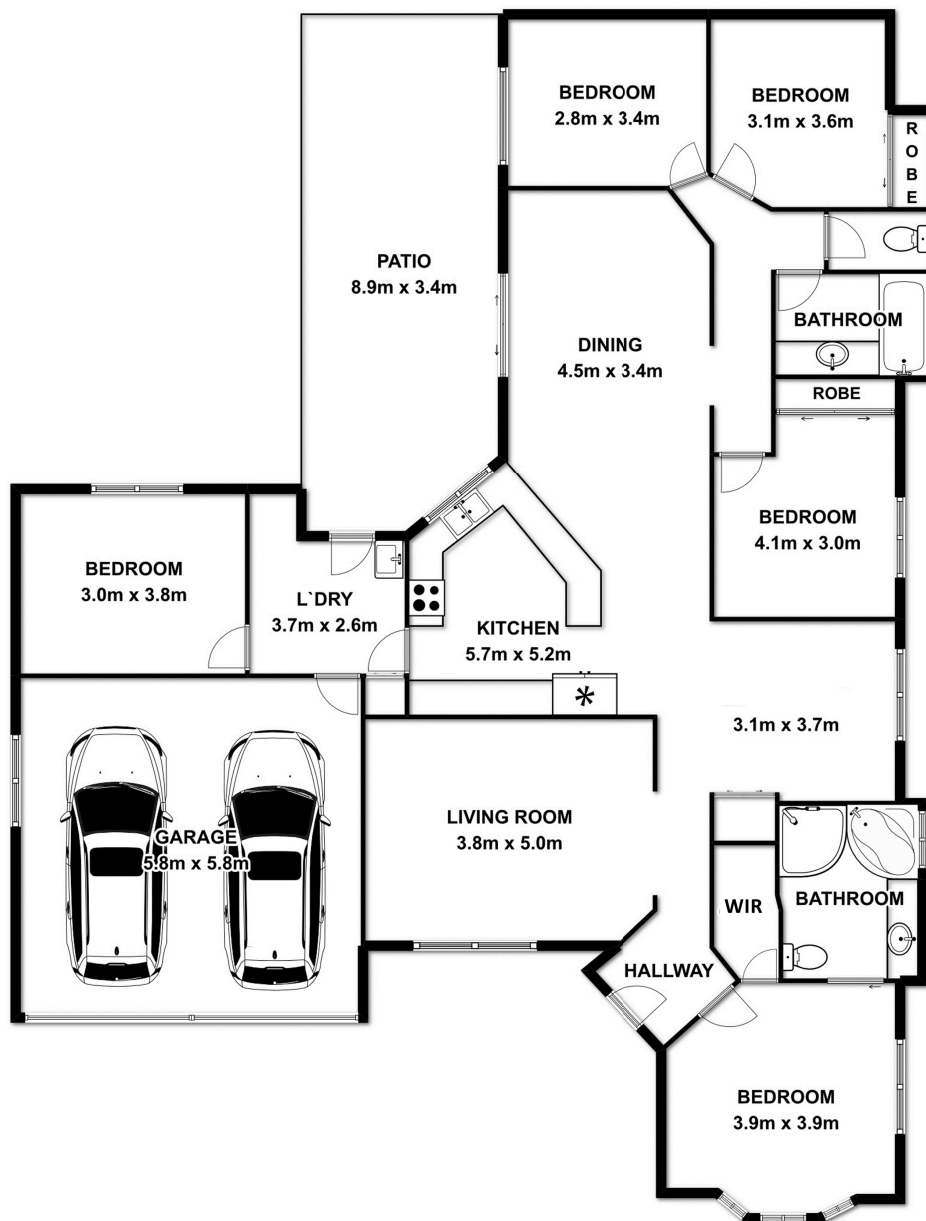 BEDROOM
2.8m x 3.4m
BEDROOM
3.1m x 3.6m
R
O
B
E
PATIO
8.9m x 3.4m
DINING
4.5m x 3.4m
BATHROOM
ROBE
BEDROOM
4.1m x 3.0m
BEDROOM
3.0m x 3.8m
L`DRY
3.7m x 2.6m
KITCHEN
5.7m x 5.2m
*
3.1m x 3.7m
LIVING ROOM
3.8m x 5.0m
GARAGE
5.8m x 5.8m
WIR
BATHROOM
HALLWAY
BEDROOM
3.9m x 3.9m